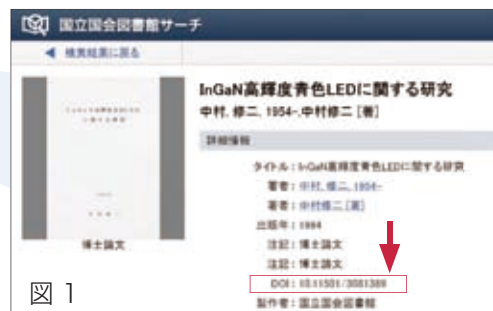 国立国会図書館サーチ
検索結果に戻る
InGaN高輝度青色LEDに関する研究
中村, 修二, 1954-,中村修二 [著]
詳細情報
タイトル：InGaN高輝度青色LEDに関する研究
著者：中村, 修二, 1954-
著者：中村修二 [著]
出版年：1994
注記：博士論文
注記：博士論文
DOI：10.11501/3081389
製作者：国立国会図書館
博士論文
図 1